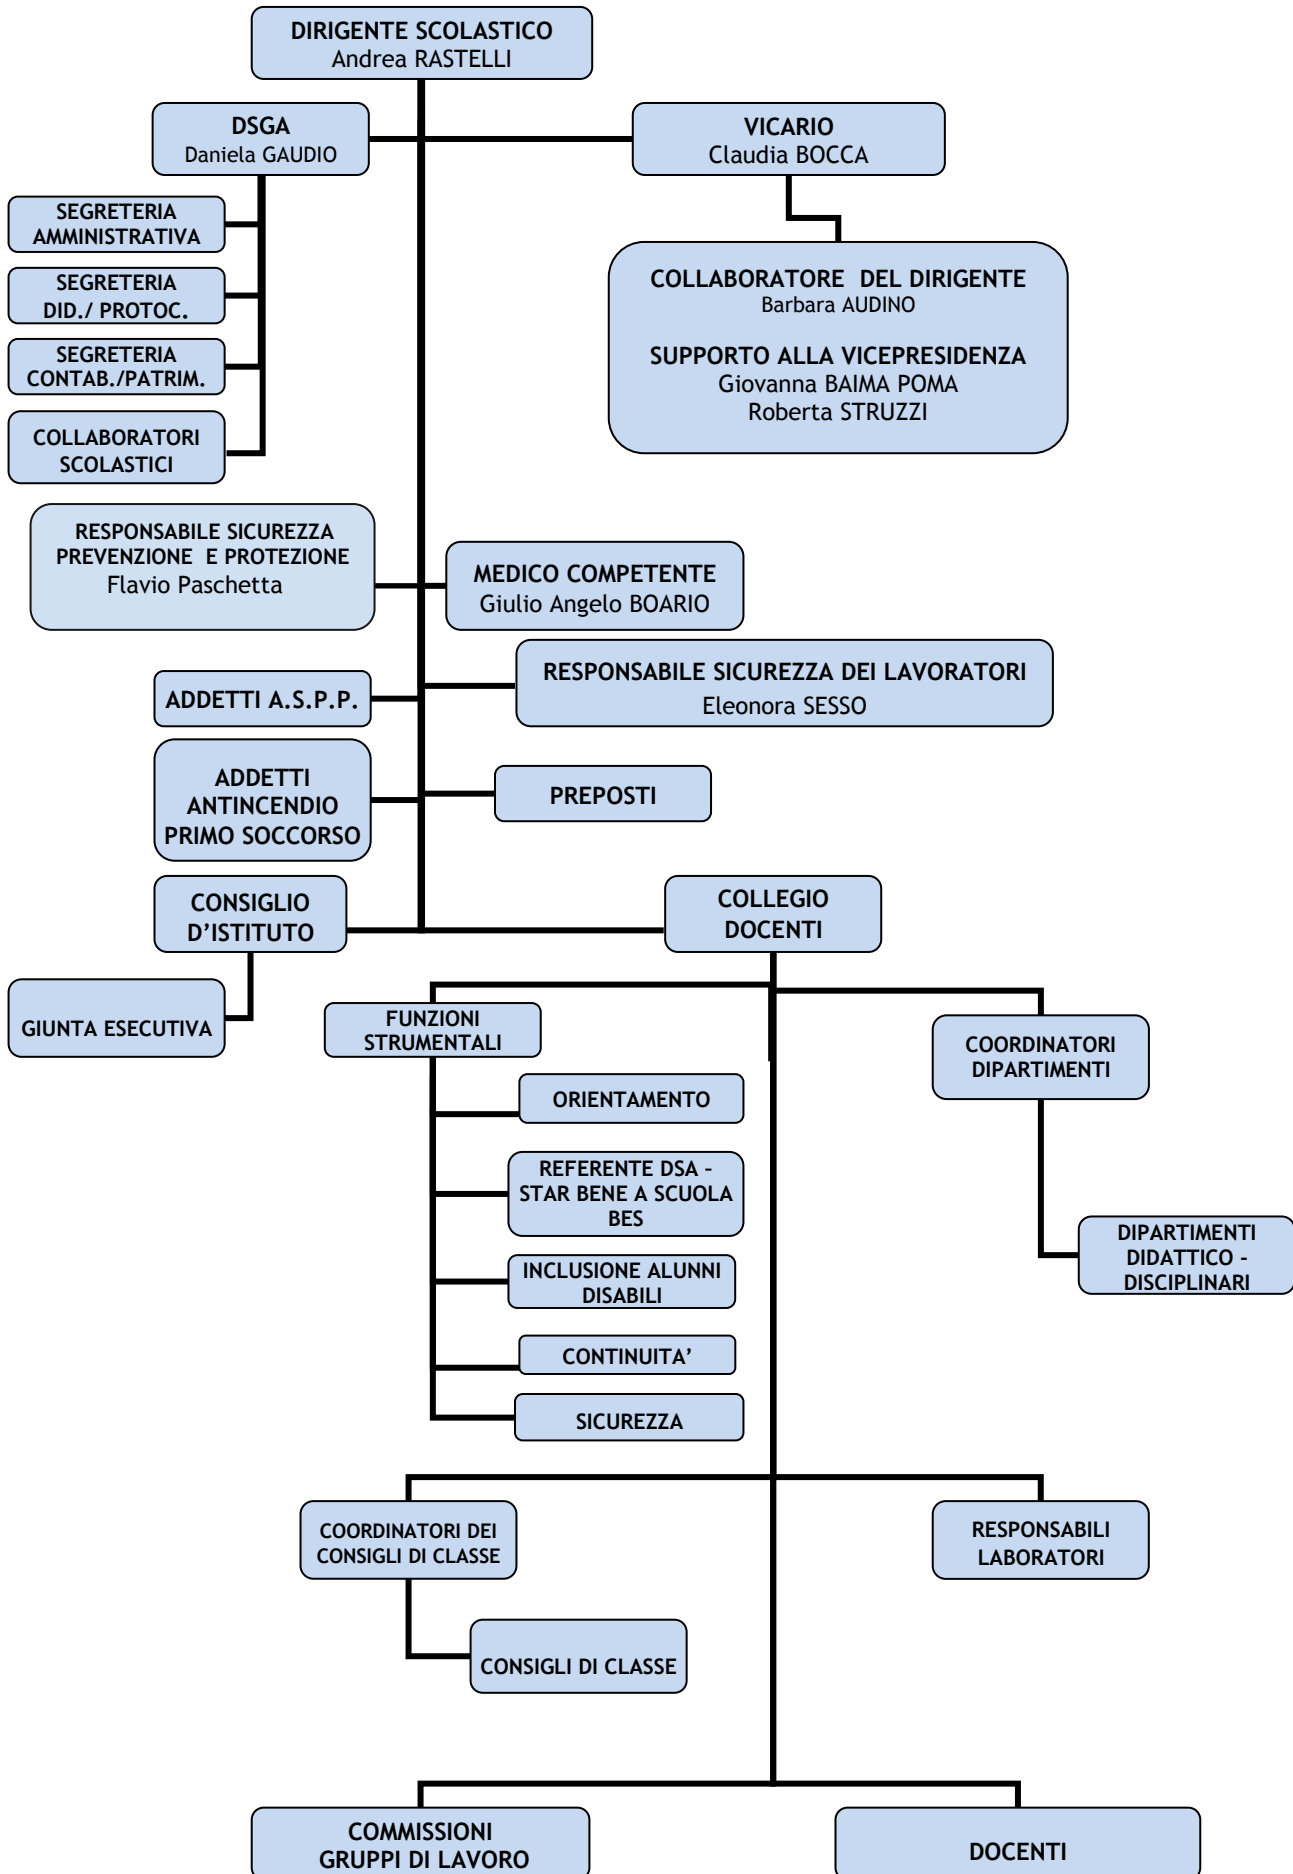 DIRIGENTE SCOLASTICO
Andrea RASTELLI
DSGA
Daniela GAUDIO
VICARIO
Claudia BOCCA
SEGRETERIA
AMMINISTRATIVA
SEGRETERIA
DID./ PROTOC.
SEGRETERIA
CONTAB./PATRIM.
COLLABORATORI
SCOLASTICI
COLLABORATORE  DEL DIRIGENTE
Barbara AUDINO
SUPPORTO ALLA VICEPRESIDENZA
Giovanna BAIMA POMA
Roberta STRUZZI
RESPONSABILE SICUREZZA
PREVENZIONE  E PROTEZIONE
Flavio Paschetta
MEDICO COMPETENTE
Giulio Angelo BOARIO
RESPONSABILE SICUREZZA DEI LAVORATORI
Eleonora SESSO
ADDETTI A.S.P.P.
ADDETTI
ANTINCENDIO
PRIMO SOCCORSO
PREPOSTI
CONSIGLIO
D’ISTITUTO
COLLEGIO
DOCENTI
GIUNTA ESECUTIVA
FUNZIONI
STRUMENTALI
COORDINATORI
DIPARTIMENTI
ORIENTAMENTO
REFERENTE DSA –
STAR BENE A SCUOLA
BES
DIPARTIMENTI
DIDATTICO -
DISCIPLINARI
INCLUSIONE ALUNNI
DISABILI
CONTINUITA’
SICUREZZA
COORDINATORI DEI
CONSIGLI DI CLASSE
RESPONSABILI
LABORATORI
CONSIGLI DI CLASSE
COMMISSIONI
GRUPPI DI LAVORO
DOCENTI